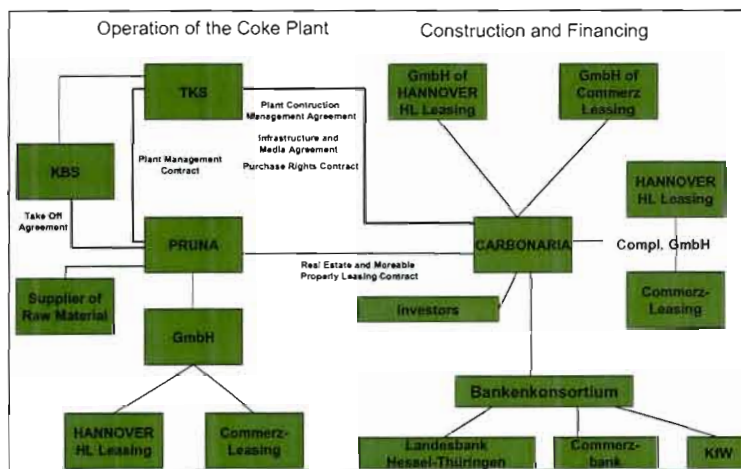 Operation of the Coke Plant
Construction and Financing
TKS
KBS
Plant Contruction
Management Agreement
Infrastructure and
Media Agreement
Purchase Rights Contract
Plant Management
Contract
Take Off
Agreement
PRUNA
Real Estate and Moreable
Properly Leasing Contract
Supplier of
Raw Material
GmbH
HANNOVER
HL Leasing
Commerz-
Leasing
GmbH of
HANNOVER
HL Leasing
GmbH of
Commerz
Leasing
HANNOVER
HL Leasing
CARBONARIA
Compl. GmbH
Commerz-
Leasing
Investors
Bankenkonsortium
Landesbank
Hessel-Thüringen
Commerz-
bank
KfW